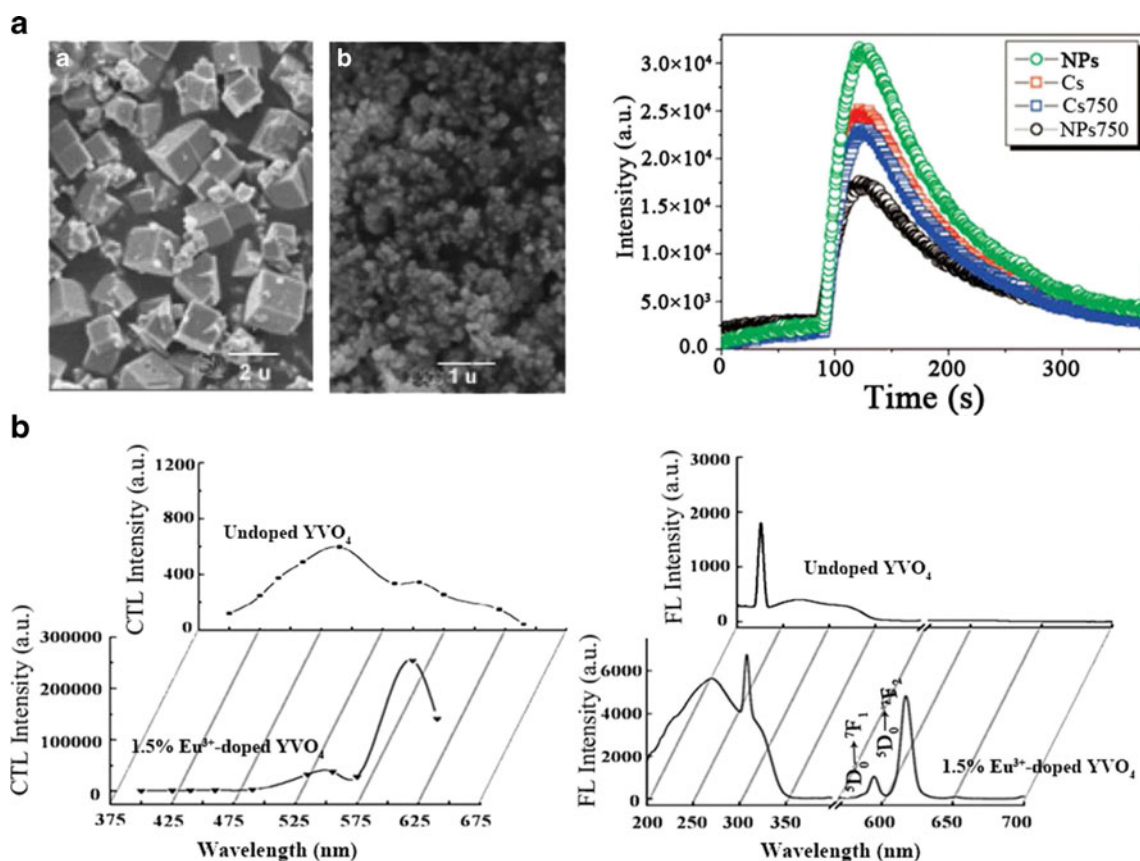 a
a
b
2 u
1 u
Intensityy (a.u.)
3.0×10⁴
2.5×10⁴
2.0×10⁴
1.5×10⁴
1.0×10⁴
5.0×10³
0.0
0 100 200 300
Time (s)
NPs
Cs
Cs750
NPs750
b
CTL Intensity (a.u.)
1200
800
400
0
Undoped YVO₄
CTL Intensity (a.u.)
300000
200000
100000
0
1.5% Eu³⁺-doped YVO₄
375 425 475 525 575 625 675
Wavelength (nm)
FL Intensity (a.u.)
3000
2000
1000
0
Undoped YVO₄
FL Intensity (a.u.)
6000
4000
2000
0
⁵D₀→⁷F₁
⁵D₀→
1.5% Eu³⁺-doped YVO₄
200 250 300 350 600 650 700
Wavelength (nm)